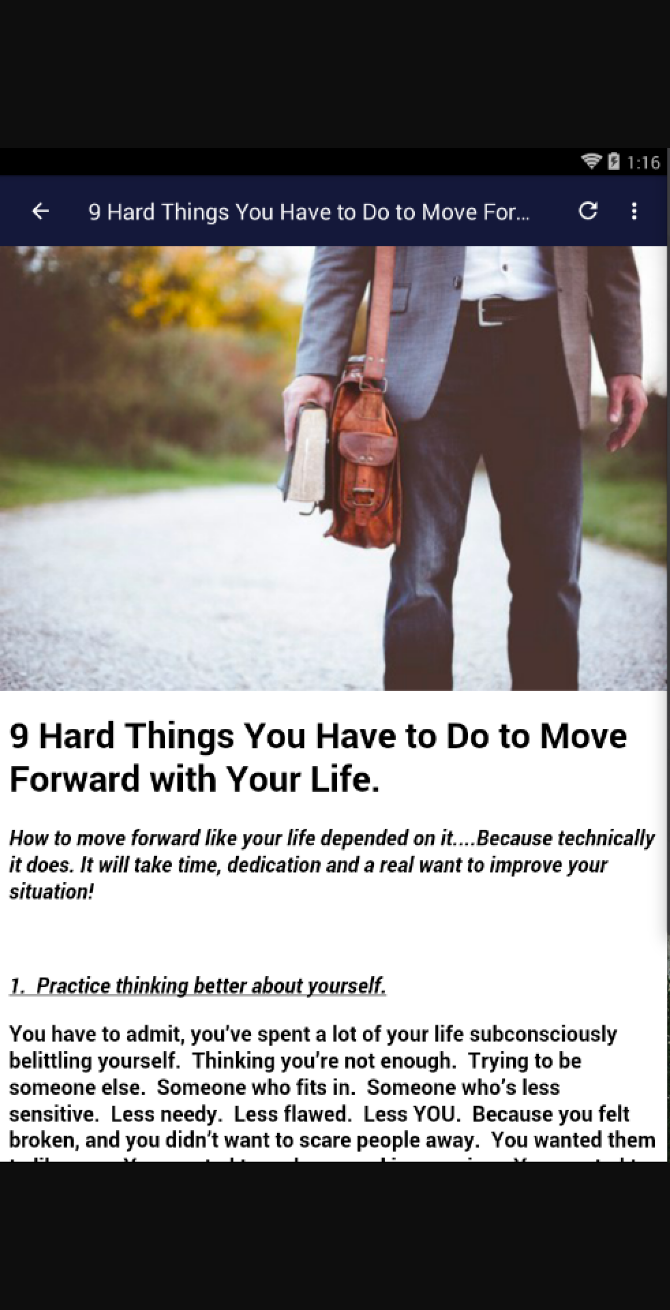 1:16
9 Hard Things You Have to Do to Move For...
9 Hard Things You Have to Do to Move
Forward with Your Life.
How to move forward like your life depended on it....Because technically
it does. It will take time, dedication and a real want to improve your
situation!
1.  Practice thinking better about yourself.
You have to admit, you’ve spent a lot of your life subconsciously
belittling yourself.  Thinking you’re not enough.  Trying to be
someone else.  Someone who fits in.  Someone who’s less
sensitive.  Less needy.  Less flawed.  Less YOU.  Because you felt
broken, and you didn’t want to scare people away.  You wanted them